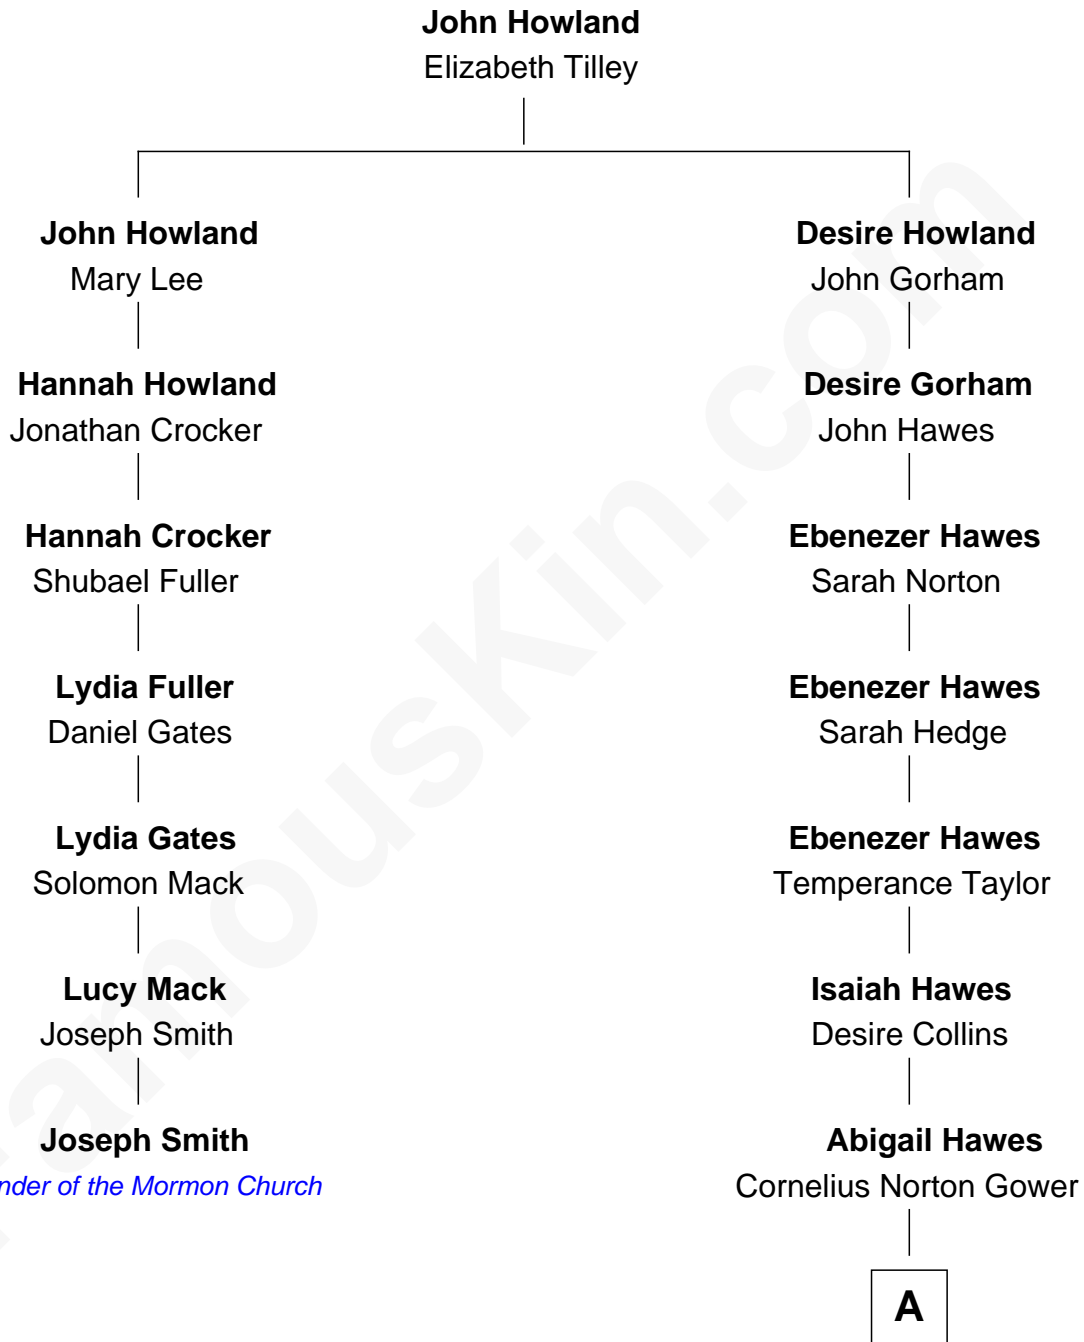 John Howland
Elizabeth Tilley
John Howland
Mary Lee
Desire Howland
John Gorham
Hannah Howland
Jonathan Crocker
Desire Gorham
John Hawes
Hannah Crocker
Shubael Fuller
Ebenezer Hawes
Sarah Norton
Lydia Fuller
Daniel Gates
Ebenezer Hawes
Sarah Hedge
Lydia Gates
Solomon Mack
Ebenezer Hawes
Temperance Taylor
Lucy Mack
Joseph Smith
Isaiah Hawes
Desire Collins
Joseph Smith
nder of the Mormon Church
Abigail Hawes
Cornelius Norton Gower
A
FamousKin.com